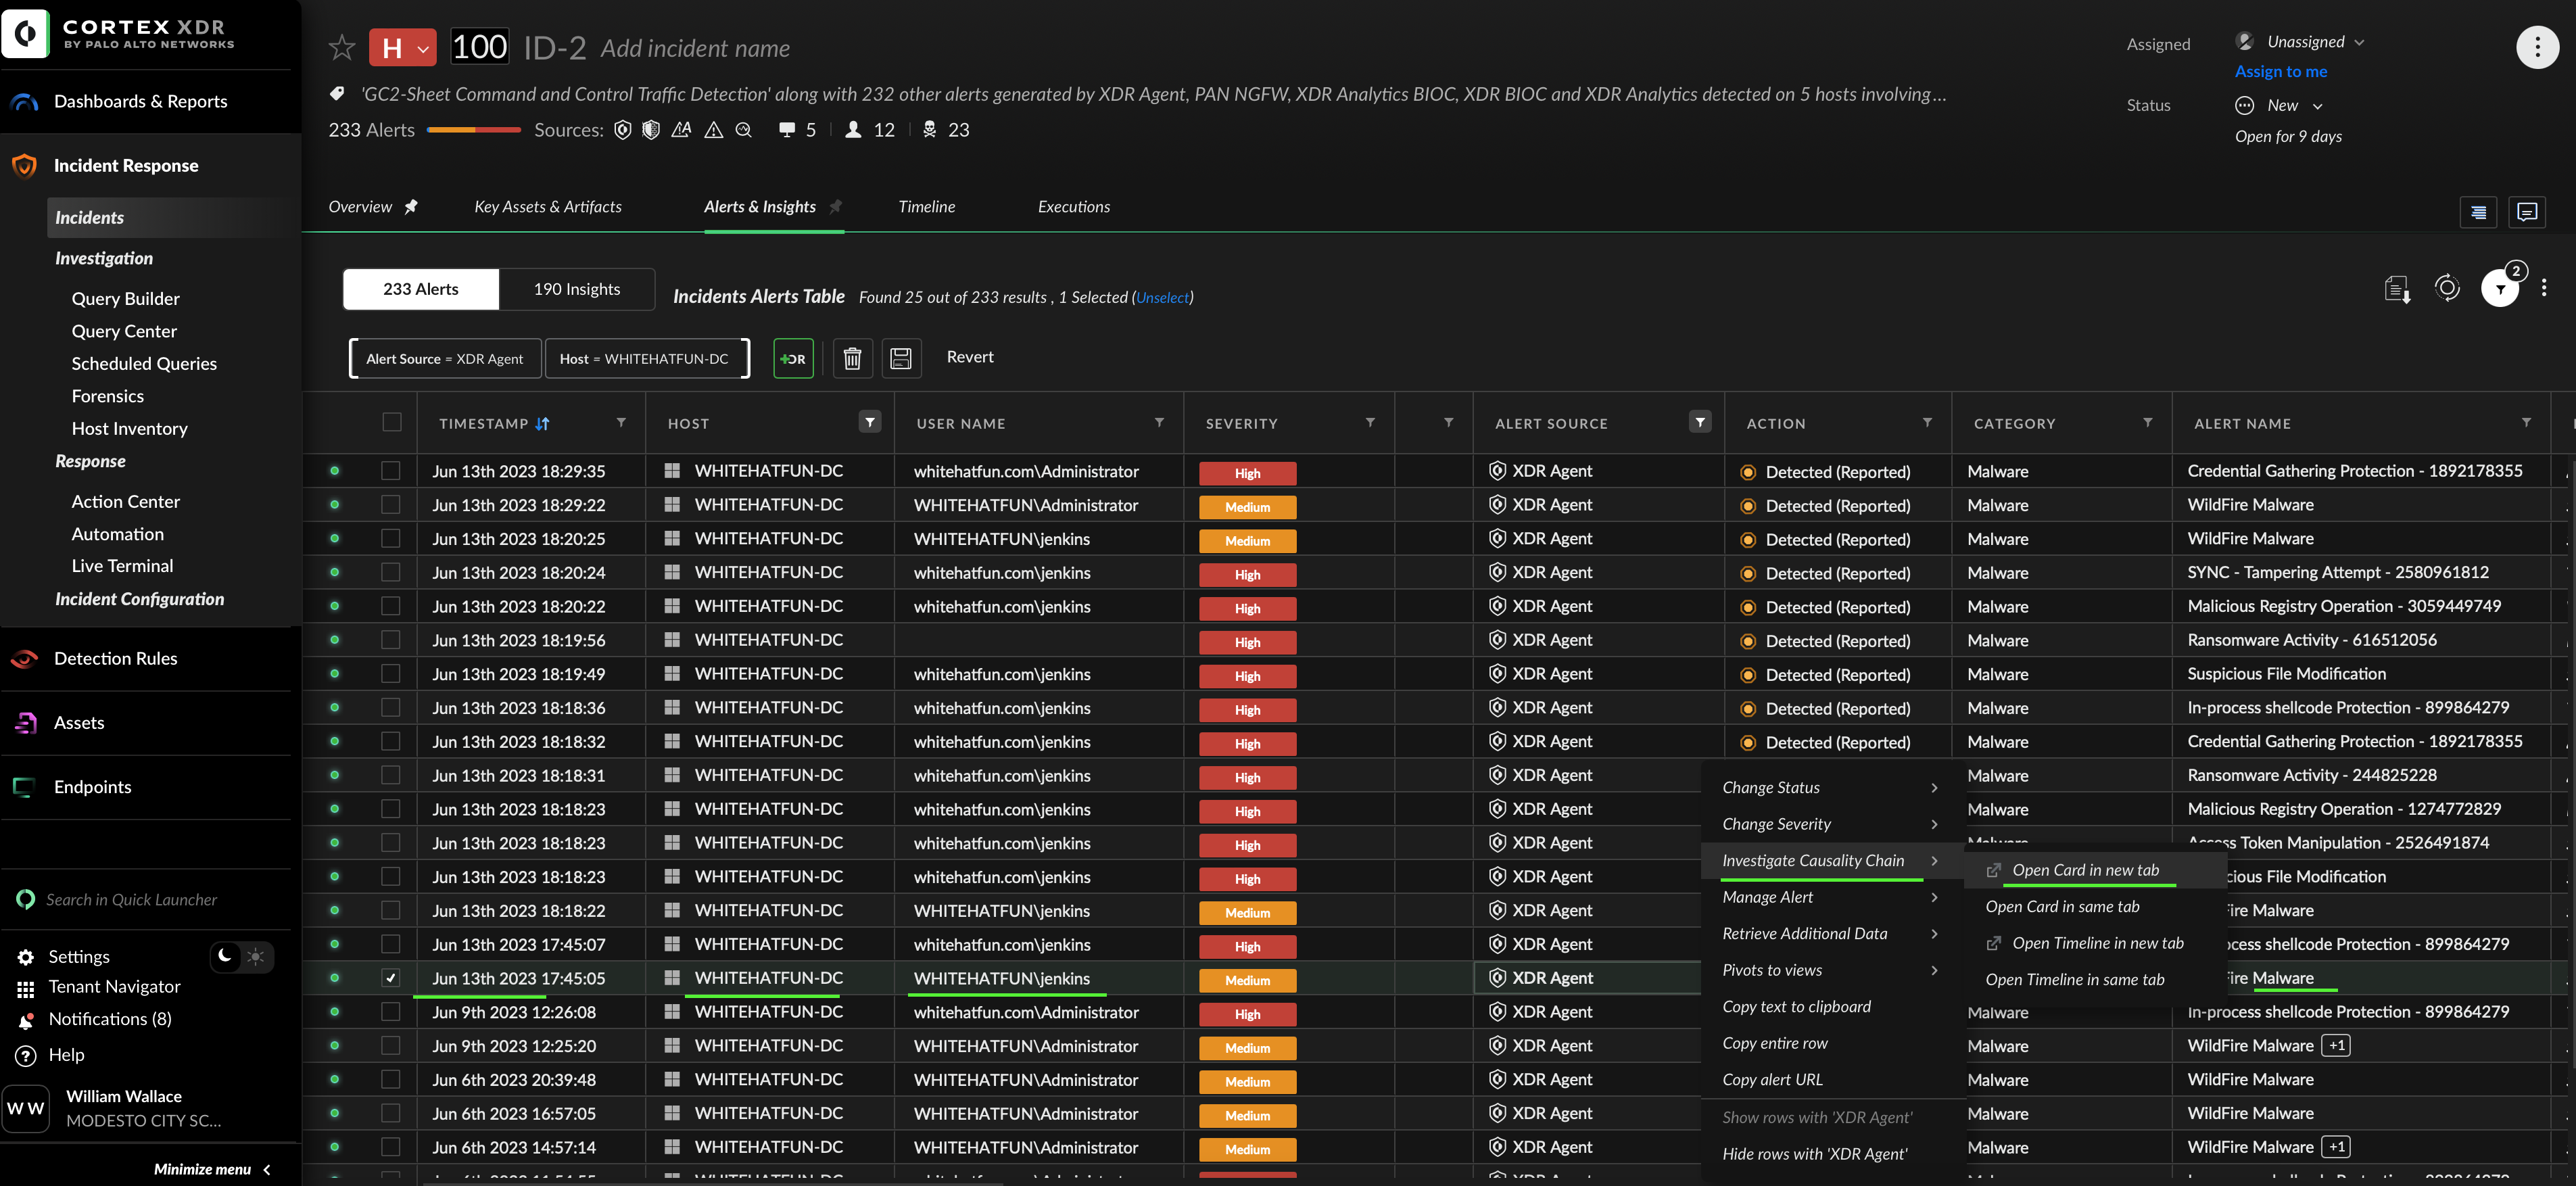 CORTEX XDR
BY PALO ALTO NETWORKS
Dashboards & Reports
Incident Response
Incidents
Investigation
Query Builder
Query Center
Scheduled Queries
Forensics
Host Inventory
Response
Action Center
Automation
Live Terminal
Incident Configuration
Detection Rules
Assets
Endpoints
Search in Quick Launcher
Settings
Tenant Navigator
Notifications (8)
Help
W W
William Wallace
MODESTO CITY SC...
Minimize menu
H 100 ID-2 Add incident name
'GC2-Sheet Command and Control Traffic Detection' along with 232 other alerts generated by XDR Agent, PAN NGFW, XDR Analytics BIOC, XDR BIOC and XDR Analytics detected on 5 hosts involving...
233 Alerts Sources: 5 12 23
Assigned Unassigned
Assign to me
Status New
Open for 9 days
Overview Key Assets & Artifacts Alerts & Insights Timeline Executions
233 Alerts 190 Insights Incidents Alerts Table Found 25 out of 233 results , 1 Selected (Unselect)
2
Alert Source = XDR Agent Host = WHITEHATFUN-DC +OR Revert
TIMESTAMP HOST USER NAME SEVERITY ALERT SOURCE ACTION CATEGORY ALERT NAME
Jun 13th 2023 18:29:35 WHITEHATFUN-DC whitehatfun.com\Administrator High XDR Agent Detected (Reported) Malware Credential Gathering Protection - 1892178355
Jun 13th 2023 18:29:22 WHITEHATFUN-DC WHITEHATFUN\Administrator Medium XDR Agent Detected (Reported) Malware WildFire Malware
Jun 13th 2023 18:20:25 WHITEHATFUN-DC WHITEHATFUN\jenkins Medium XDR Agent Detected (Reported) Malware WildFire Malware
Jun 13th 2023 18:20:24 WHITEHATFUN-DC whitehatfun.com\jenkins High XDR Agent Detected (Reported) Malware SYNC - Tampering Attempt - 2580961812
Jun 13th 2023 18:20:22 WHITEHATFUN-DC whitehatfun.com\jenkins High XDR Agent Detected (Reported) Malware Malicious Registry Operation - 3059449749
Jun 13th 2023 18:19:56 WHITEHATFUN-DC High XDR Agent Detected (Reported) Malware Ransomware Activity - 616512056
Jun 13th 2023 18:19:49 WHITEHATFUN-DC whitehatfun.com\jenkins High XDR Agent Detected (Reported) Malware Suspicious File Modification
Jun 13th 2023 18:18:36 WHITEHATFUN-DC whitehatfun.com\jenkins High XDR Agent Detected (Reported) Malware In-process shellcode Protection - 899864279
Jun 13th 2023 18:18:32 WHITEHATFUN-DC whitehatfun.com\jenkins High XDR Agent Detected (Reported) Malware Credential Gathering Protection - 1892178355
Jun 13th 2023 18:18:31 WHITEHATFUN-DC whitehatfun.com\jenkins High XDR Agent Malware Ransomware Activity - 244825228
Jun 13th 2023 18:18:23 WHITEHATFUN-DC whitehatfun.com\jenkins High XDR Agent Malware Malicious Registry Operation - 1274772829
Jun 13th 2023 18:18:23 WHITEHATFUN-DC whitehatfun.com\jenkins High XDR Agent Malware Access Token Manipulation - 2526491874
Jun 13th 2023 18:18:23 WHITEHATFUN-DC whitehatfun.com\jenkins High XDR Agent cious File Modification
Jun 13th 2023 18:18:22 WHITEHATFUN-DC WHITEHATFUN\jenkins Medium XDR Agent Fire Malware
Jun 13th 2023 17:45:07 WHITEHATFUN-DC whitehatfun.com\jenkins High XDR Agent ocess shellcode Protection - 899864279
Jun 13th 2023 17:45:05 WHITEHATFUN-DC WHITEHATFUN\jenkins Medium XDR Agent Fire Malware
Jun 9th 2023 12:26:08 WHITEHATFUN-DC whitehatfun.com\Administrator High XDR Agent Malware In-process shellcode Protection - 899864279
Jun 9th 2023 12:25:20 WHITEHATFUN-DC WHITEHATFUN\Administrator Medium XDR Agent Malware WildFire Malware +1
Jun 6th 2023 20:39:48 WHITEHATFUN-DC WHITEHATFUN\Administrator Medium XDR Agent Malware WildFire Malware
Jun 6th 2023 16:57:05 WHITEHATFUN-DC WHITEHATFUN\Administrator Medium XDR Agent Malware WildFire Malware
Jun 6th 2023 14:57:14 WHITEHATFUN-DC WHITEHATFUN\Administrator Medium XDR Agent Malware WildFire Malware +1
Change Status
Change Severity
Investigate Causality Chain
Manage Alert
Retrieve Additional Data
Pivots to views
Copy text to clipboard
Copy entire row
Copy alert URL
Show rows with 'XDR Agent'
Hide rows with 'XDR Agent'
Open Card in new tab
Open Card in same tab
Open Timeline in new tab
Open Timeline in same tab